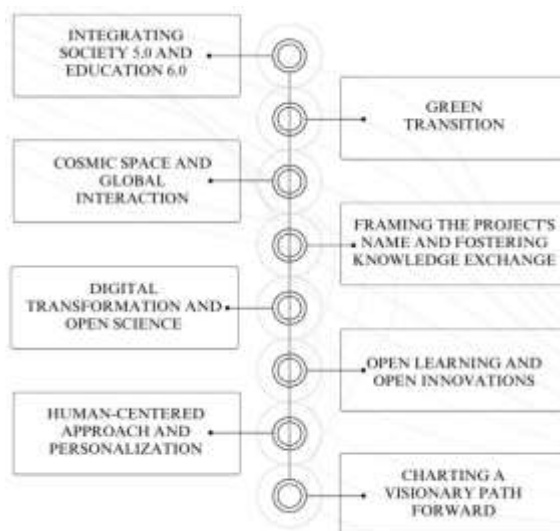 INTEGRATING
SOCIETY 5.0 AND
EDUCATION 6.0
GREEN
TRANSITION
COSMIC SPACE AND
GLOBAL
INTERACTION
FRAMING THE PROJECT'S
NAME AND FOSTERING
KNOWLEDGE EXCHANGE
DIGITAL
TRANSFORMATION AND
OPEN SCIENCE
OPEN LEARNING AND
OPEN INNOVATIONS
HUMAN-CENTERED
APPROACH AND
PERSONALIZATION
CHARTING A
VISIONARY PATH
FORWARD